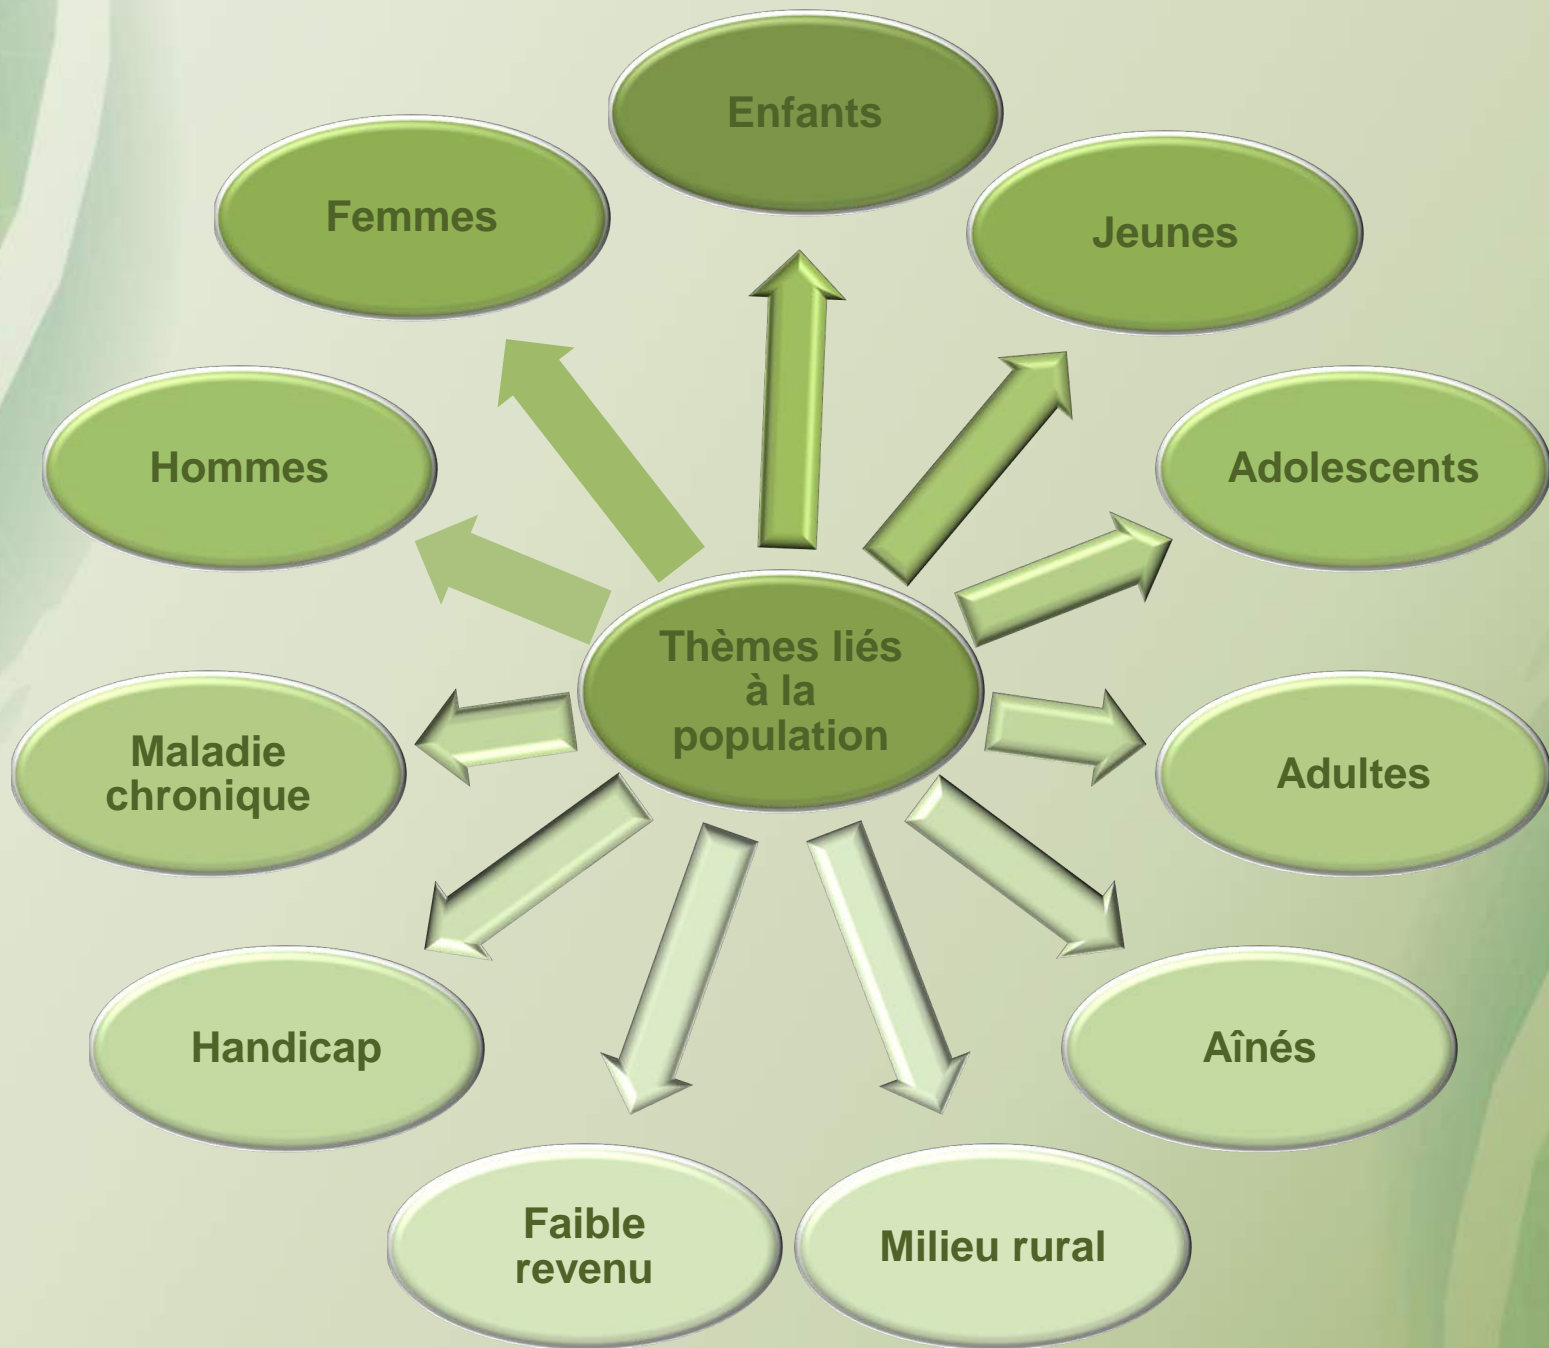 Enfants
Femmes
Jeunes
Hommes
Adolescents
Thèmes liés
à la
population
Maladie
chronique
Adultes
Handicap
Aînés
Faible
revenu
Milieu rural